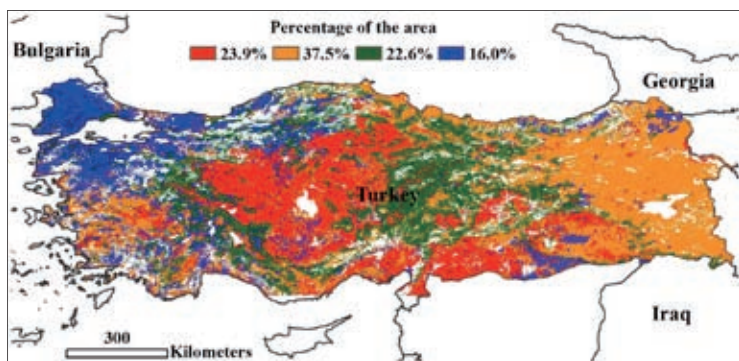 Percentage of the area
Bulgaria
23.9% 37.5% 22.6% 16.0%
Georgia
Turkey
Iraq
300
Kilometers